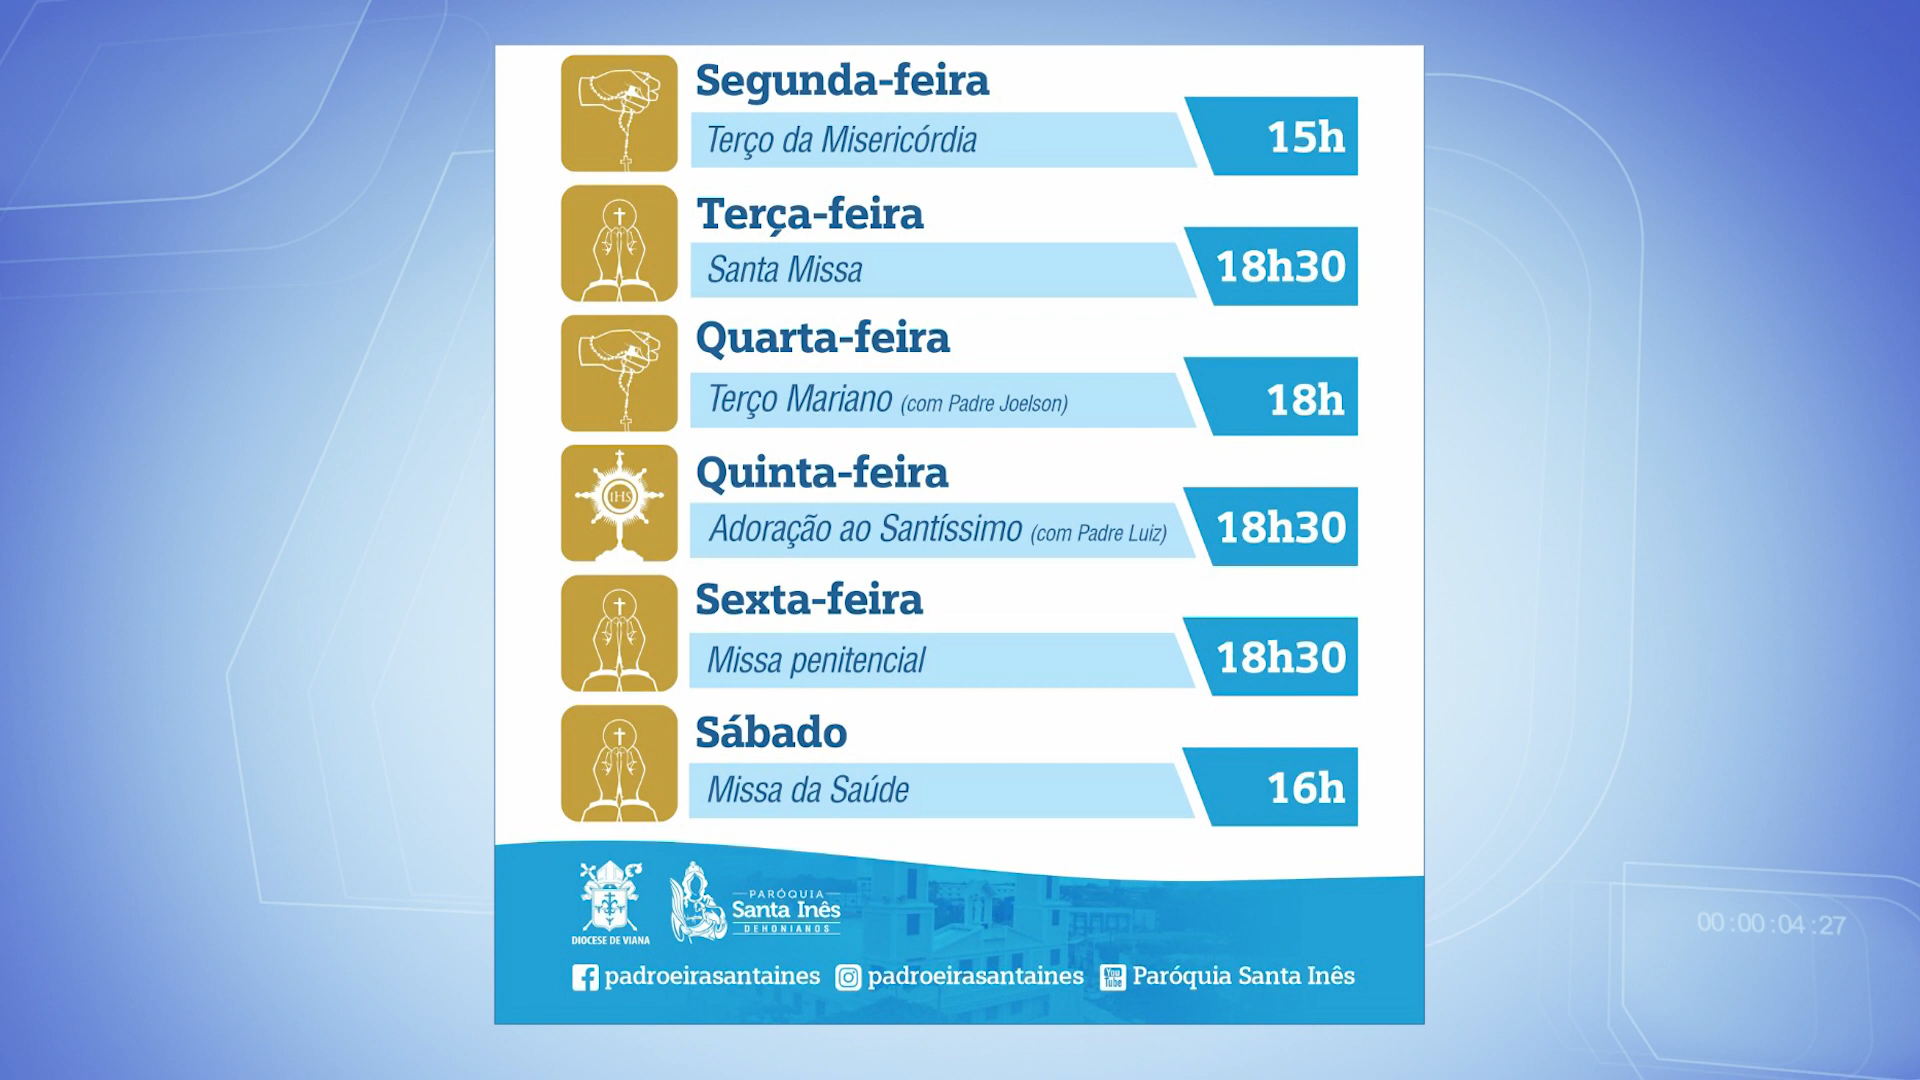 Segunda-feira
Terço da Misericórdia
15h
Terça-feira
Santa Missa
18h30
Quarta-feira
Terço Mariano (com Padre Joelson)
18h
Quinta-feira
IHS
Adoração ao Santíssimo (com Padre Luiz)
18h30
Sexta-feira
Missa penitencial
18h30
Sábado
Missa da Saúde
16h
DIOCESE DE VIANA
PARÓQUIA
Santa Inês
DEHONIANOS
padroeirasantaines padroeirasantaines You Tube Paróquia Santa Inês
00:00:04:27